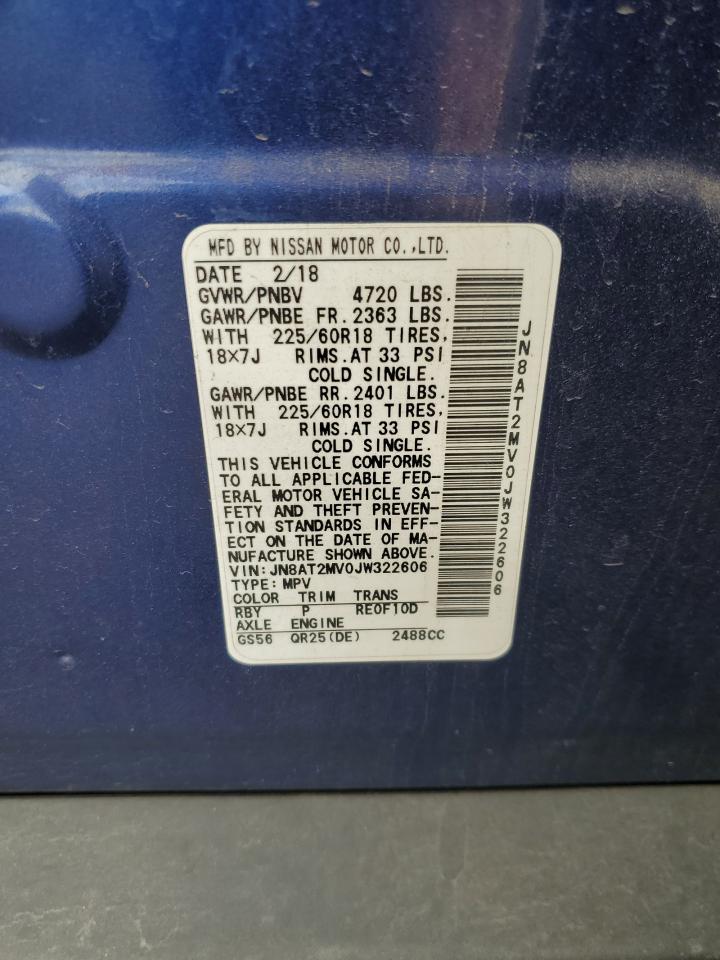 MFD BY NISSAN MOTOR CO.,LTD.
DATE 2/18
GVWR/PNBV 4720 LBS.
GAWR/PNBE FR. 2363 LBS.
WITH 225/60R18 TIRES,
18×7J RIMS.AT 33 PSI
COLD SINGLE.
GAWR/PNBE RR. 2401 LBS.
WITH 225/60R18 TIRES,
18×7J RIMS.AT 33 PSI
COLD SINGLE.
THIS VEHICLE CONFORMS
TO ALL APPLICABLE FED-
ERAL MOTOR VEHICLE SA-
FETY AND THEFT PREVEN-
TION STANDARDS IN EFF-
ECT ON THE DATE OF MA-
NUFACTURE SHOWN ABOVE.
VIN: JN8AT2MV0JW322606
TYPE: MPV
COLOR TRIM TRANS
RBY P RE0F10D
AXLE ENGINE
GS56 QR25(DE) 2488CC
JN8AT2MV0JW322606